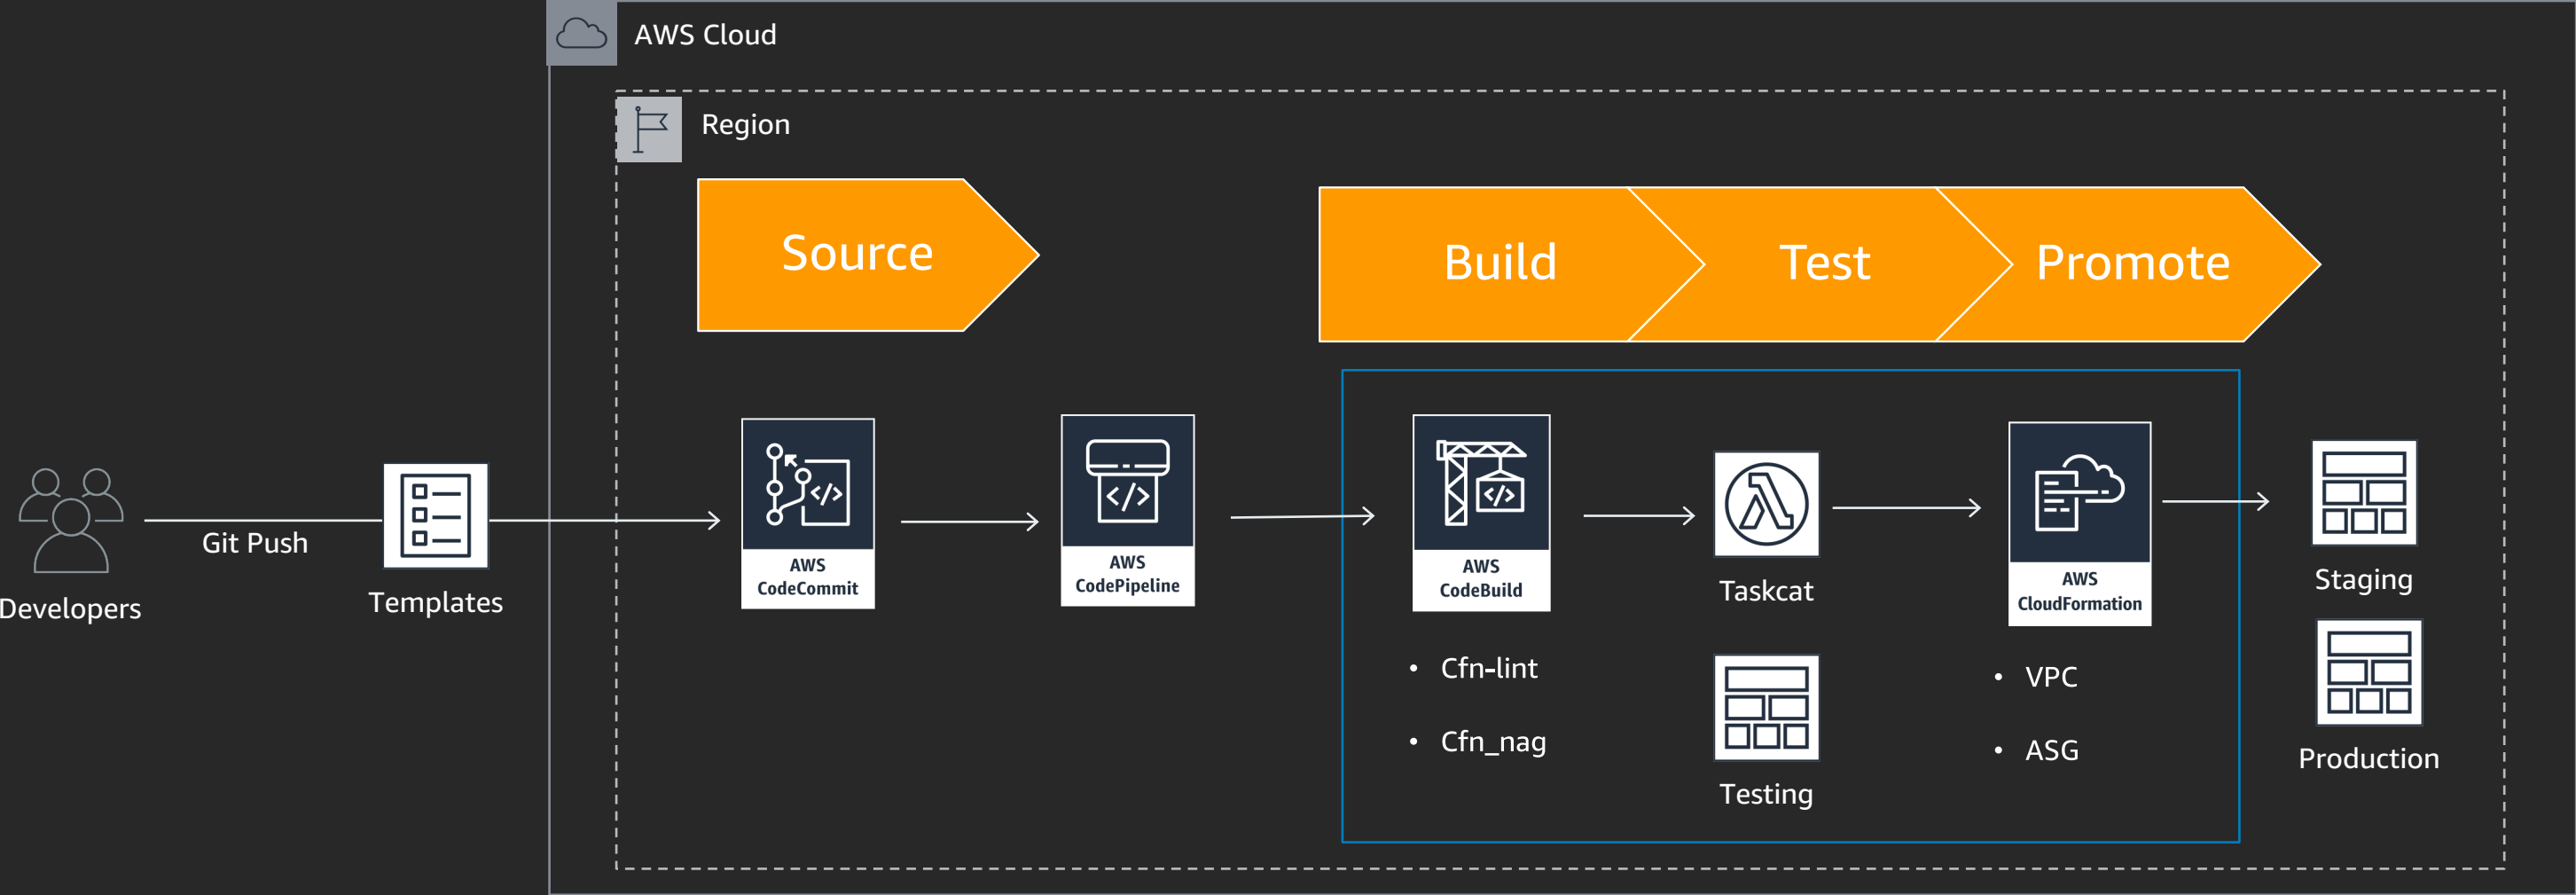 AWS Cloud
Region
Source
Build
Test
Promote
Developers
Git Push
Templates
AWS
CodeCommit
AWS
CodePipeline
AWS
CodeBuild
• Cfn-lint
• Cfn_nag
Taskcat
Testing
AWS
CloudFormation
• VPC
• ASG
Staging
Production